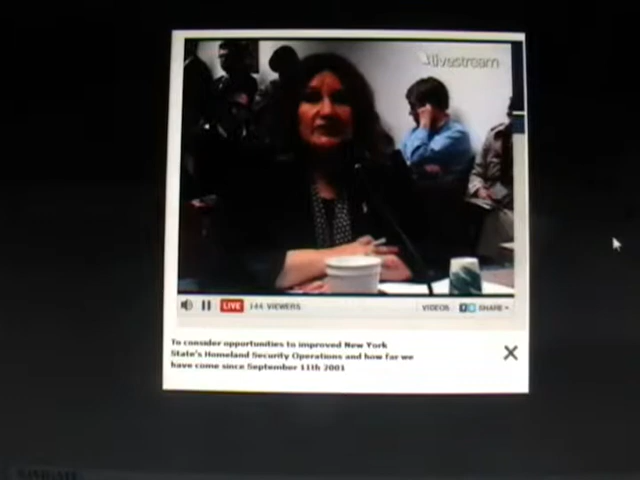 livestream
LIVE 144 VIEWERS VIDEOS SHARE
To consider opportunities to improved New York
State's Homeland Security Operations and how far we
have come since September 11th 2001